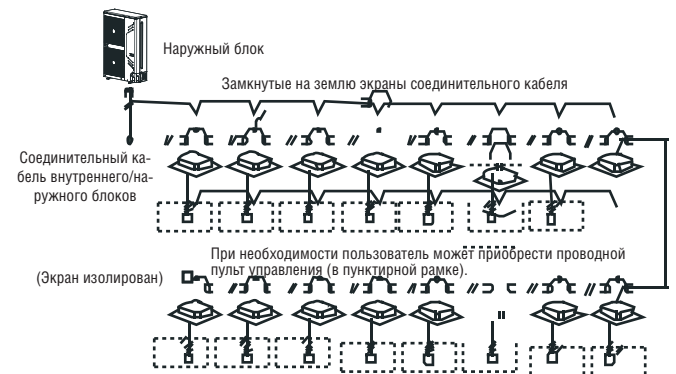 Наружный блок
Замкнутые на землю экраны соединительного кабеля
Соединительный ка-
бель внутреннего/на-
ружного блоков
При необходимости пользователь может приобрести проводной
пульт управления (в пунктирной рамке).
(Экран изолирован)